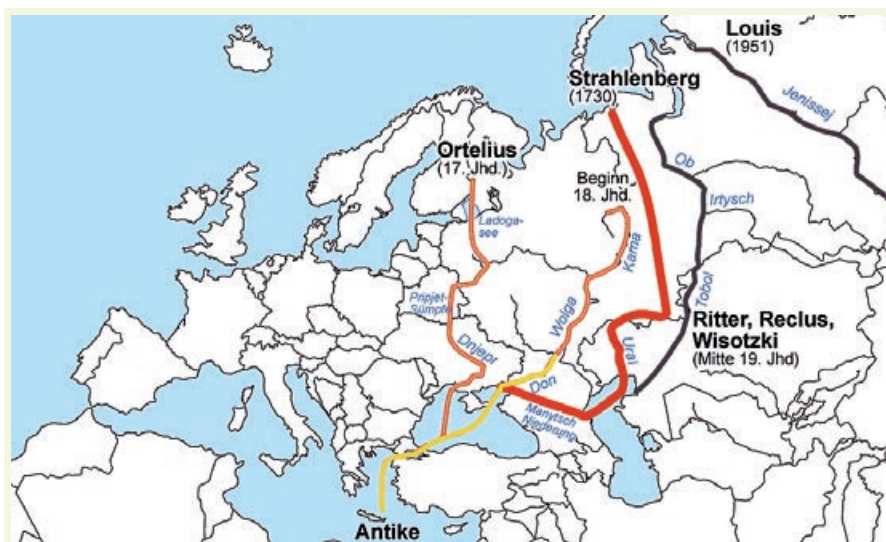 Louis
(1951)
Strahlenberg
(1730)
Jenissej
Ortelius
(17. Jhd.)
Ob
Beginn
18. Jhd.
Irtysch
Ladoga-
see
Kama
Pripjet-
Sümpfe
Wolga
Tobol
Ritter, Reclus,
Wisotzki
(Mitte 19. Jhd)
Dnjepr
Ural
Don
Manytsch
Niederung
Antike